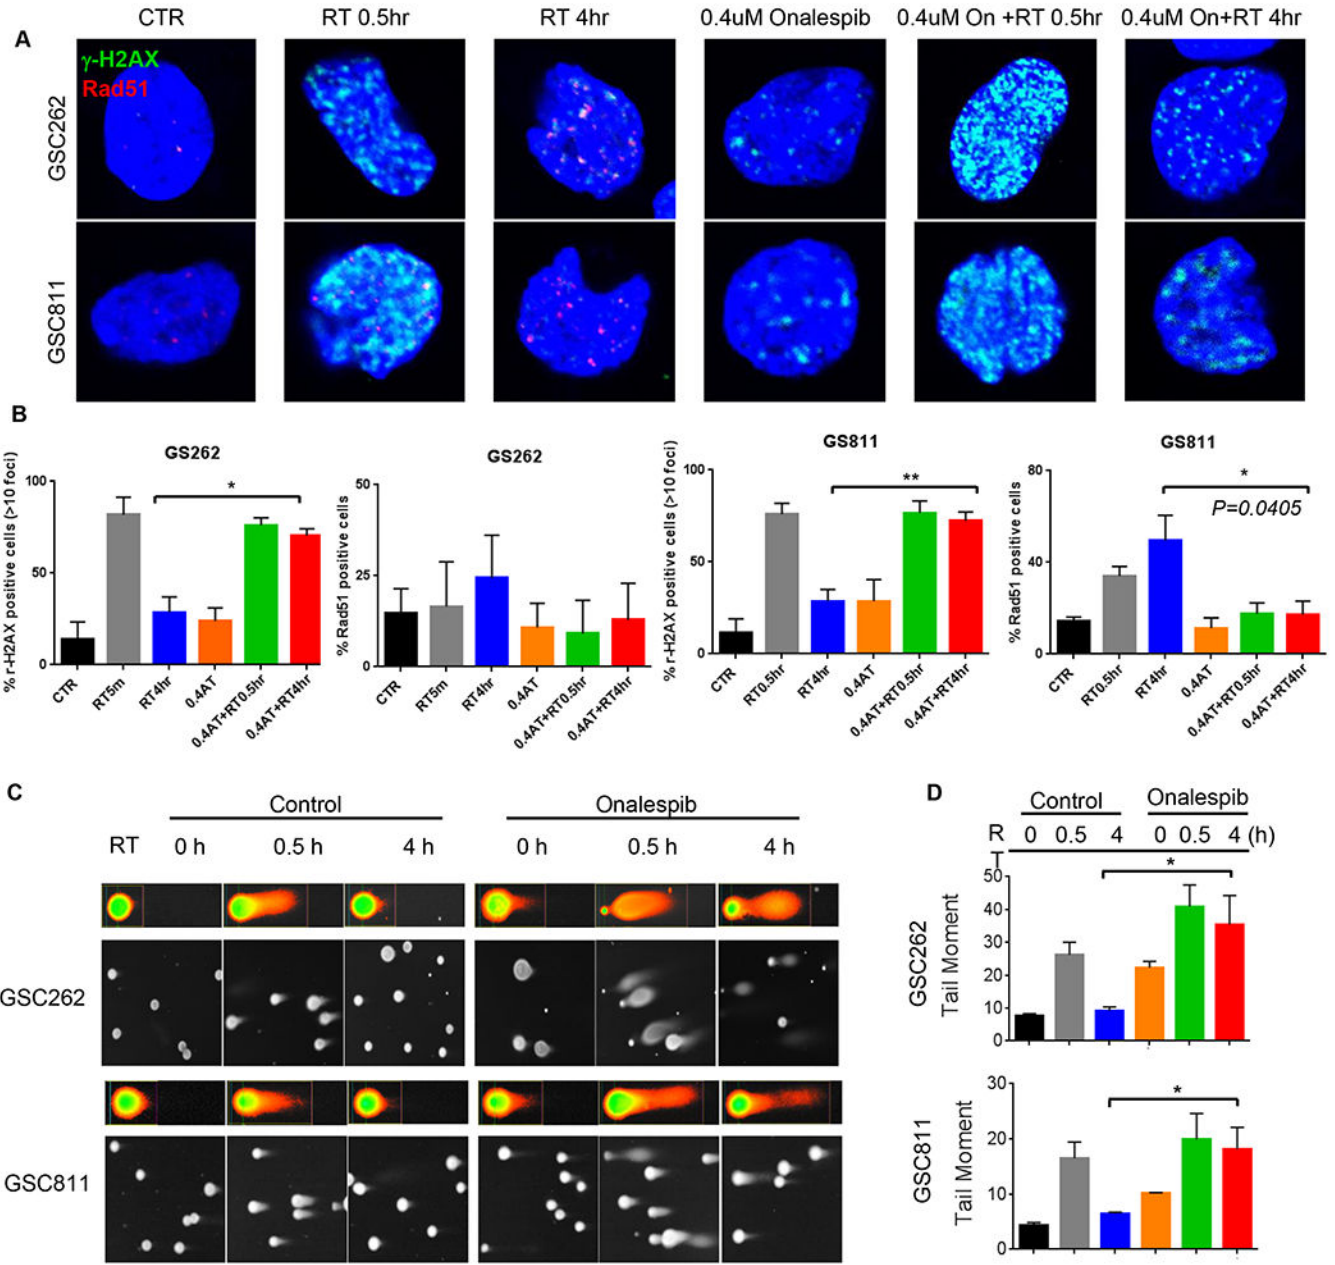 CTR RT 0.5hr RT 4hr 0.4uM Onalespib 0.4uM On +RT 0.5hr 0.4uM On+RT 4hr
A
γ-H2AX
Rad51
GSC262
GSC811
B
GS262
% r-H2AX positive cells (>10 foci)
100
50
0
*
CTR RT5m RT4hr 0.4AT 0.4AT+RT0.5hr 0.4AT+RT4hr
GS262
% Rad51 positive cells
50
25
0
CTR RT5m RT4hr 0.4AT 0.4AT+RT0.5hr 0.4AT+RT4hr
GS811
% r-H2AX positive cells (>10 foci)
100
50
0
**
CTR RT0.5hr RT4hr 0.4AT 0.4AT+RT0.5hr 0.4AT+RT4hr
GS811
% Rad51 positive cells
80
40
0
*
P=0.0405
CTR RT0.5hr RT4hr 0.4AT 0.4AT+RT0.5hr 0.4AT+RT4hr
C
Control Onalespib
RT 0 h 0.5 h 4 h 0 h 0.5 h 4 h
GSC262
GSC811
D
Control Onalespib
R 0 0.5 4 0 0.5 4 (h)
T
*
GSC262
Tail Moment
50
40
30
20
10
0
*
GSC811
Tail Moment
30
20
10
0